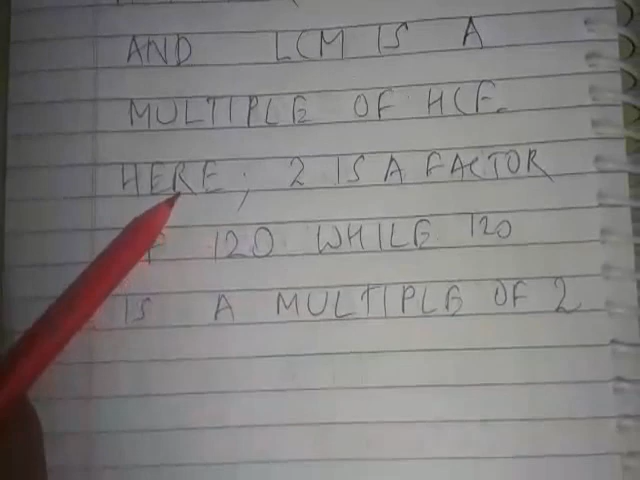 AND LCM IS A
MULTIPLE OF HCF.
HERE; 2 IS A FACTOR
120 WHILE 120
IS A MULTIPLE OF 2